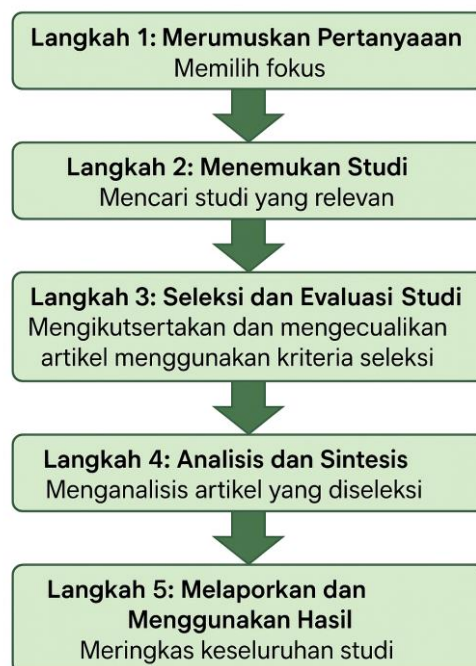 Langkah 1: Merumuskan Pertanyaaan
Memilih fokus
Langkah 2: Menemukan Studi
Mencari studi yang relevan
Langkah 3: Seleksi dan Evaluasi Studi
Mengikutsertakan dan mengecualikan
artikel menggunakan kriteria seleksi
Langkah 4: Analisis dan Sintesis
Menganalisis artikel yang diseleksi
Langkah 5: Melaporkan dan
Menggunakan Hasil
Meringkas keseluruhan studi